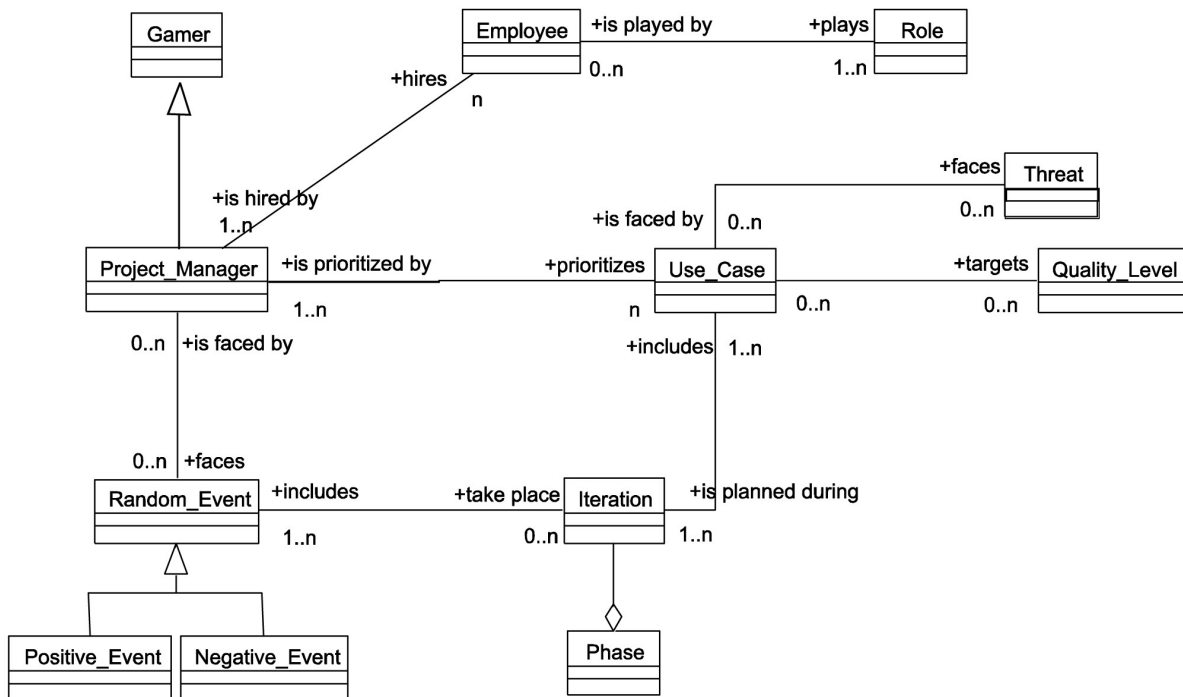 Gamer
Employee
+is played by
+plays
Role
0..n
1..n
+hires
n
+faces
Threat
+is hired by
1..n
+is faced by
0..n
0..n
Project_Manager
+is prioritized by
+prioritizes
Use_Case
+targets
Quality_Level
1..n
n
0..n
0..n
0..n
+is faced by
+includes
1..n
0..n
+faces
Random_Event
+includes
+take place
Iteration
+is planned during
1..n
0..n
1..n
Positive_Event
Negative_Event
Phase